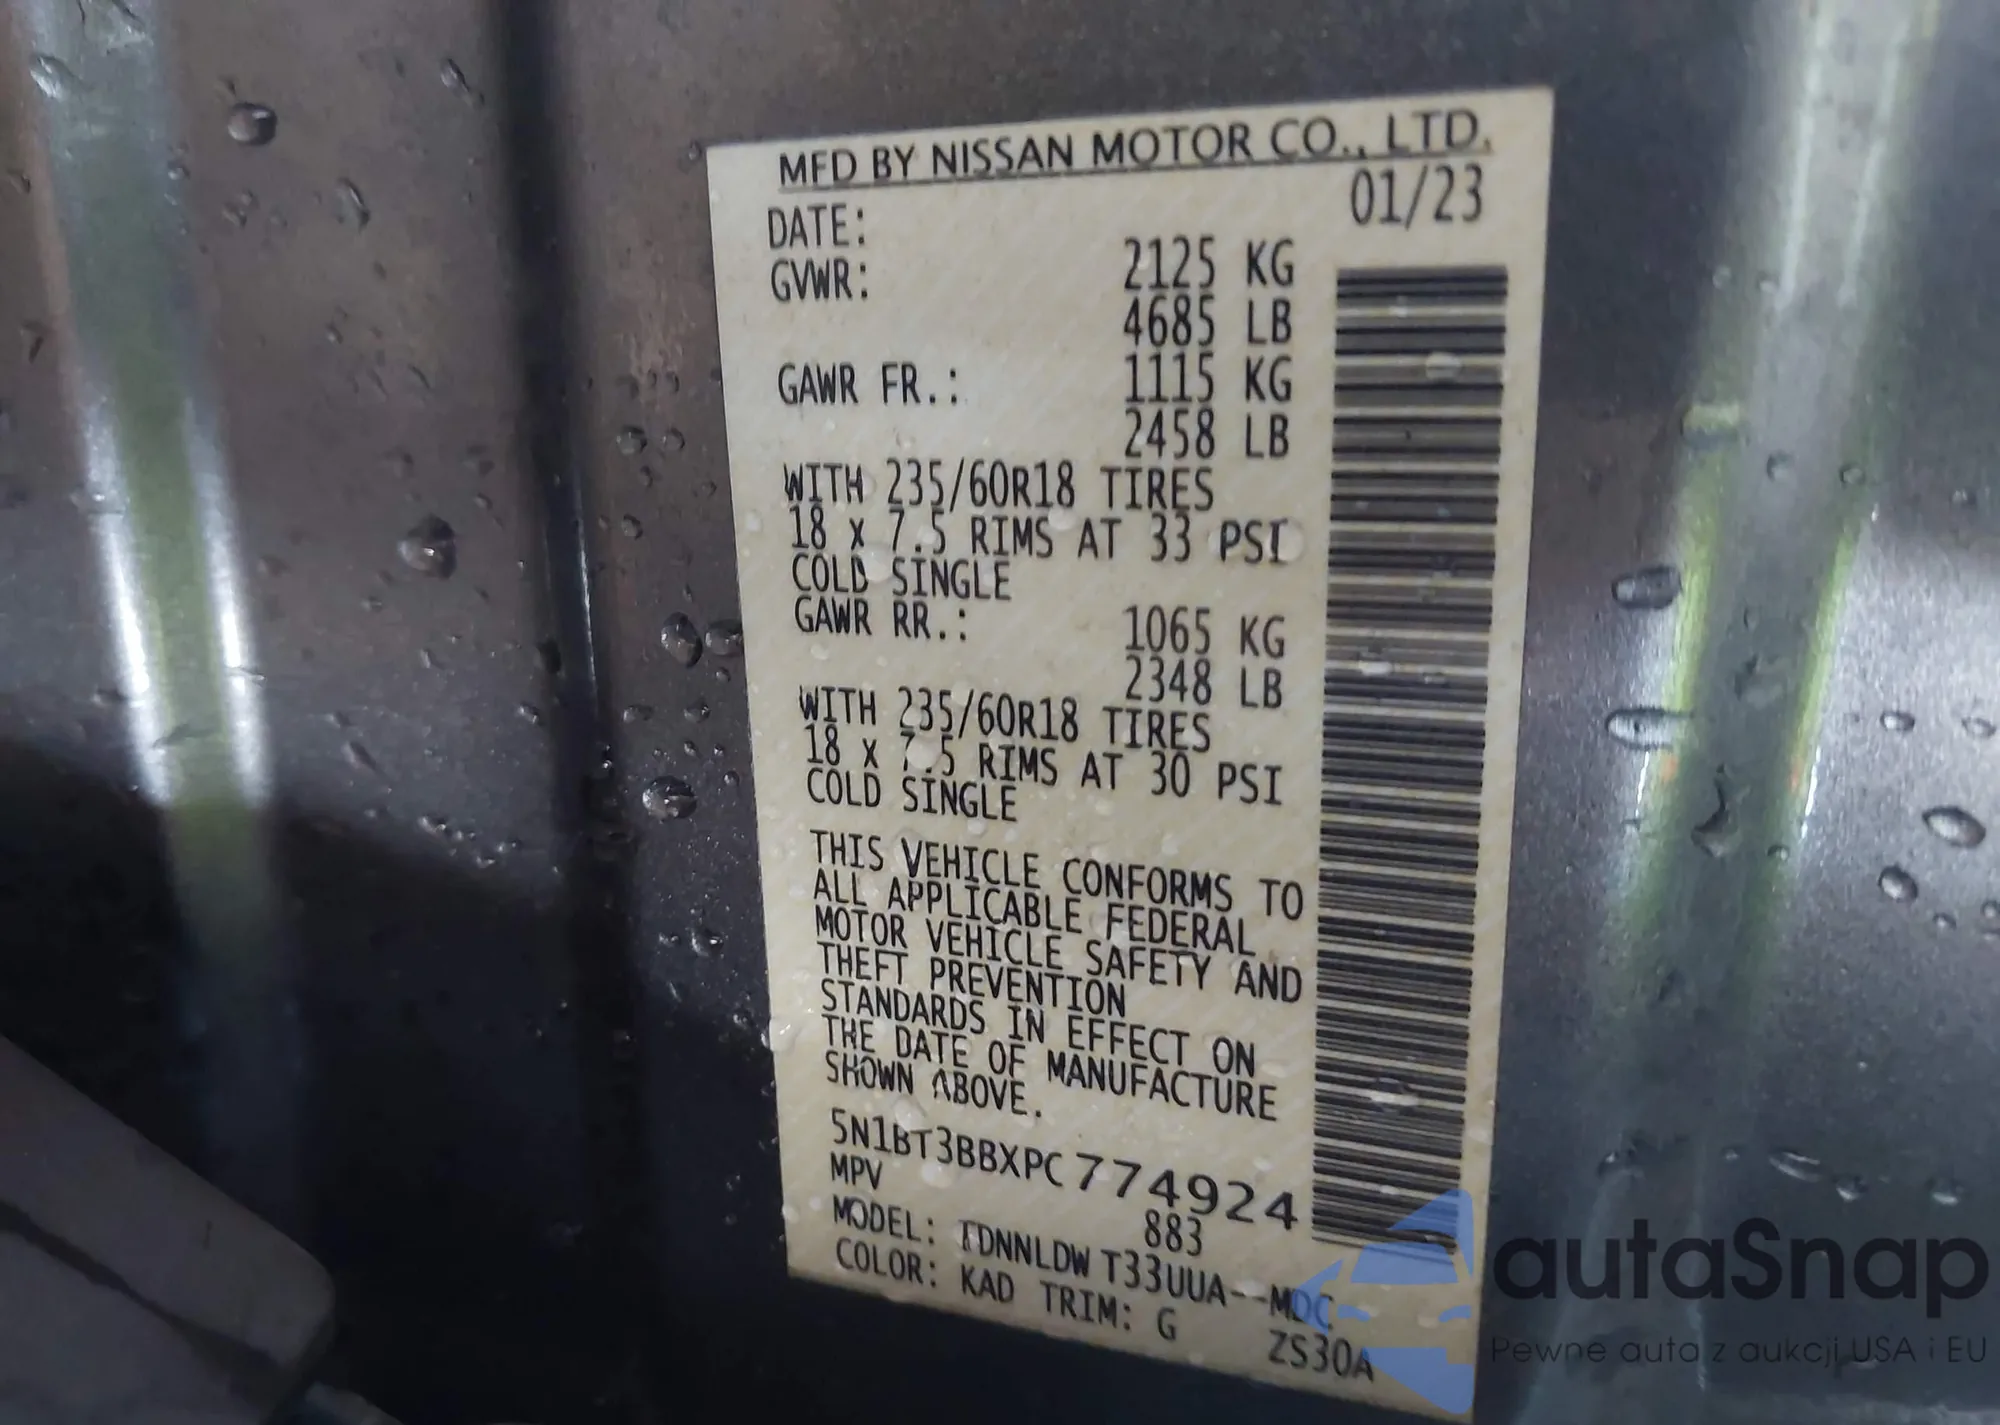 MFD BY NISSAN MOTOR CO., LTD.
DATE: 01/23
GVWR: 2125 KG
4685 LB
GAWR FR.: 1115 KG
2458 LB
WITH 235/60R18 TIRES
18 x 7.5 RIMS AT 33 PSI
COLD SINGLE
GAWR RR.: 1065 KG
2348 LB
WITH 235/60R18 TIRES
18 x 7.5 RIMS AT 30 PSI
COLD SINGLE
THIS VEHICLE CONFORMS TO
ALL APPLICABLE FEDERAL
MOTOR VEHICLE SAFETY AND
THEFT PREVENTION
STANDARDS IN EFFECT ON
THE DATE OF MANUFACTURE
SHOWN ABOVE.
5N1BT3BBXPC774924
MPV 883
MODEL: TDNNLDW T33UUA--MDC
COLOR: KAD TRIM: G ZS30A
autaSnap
Pewne auta z aukcji USA i EU